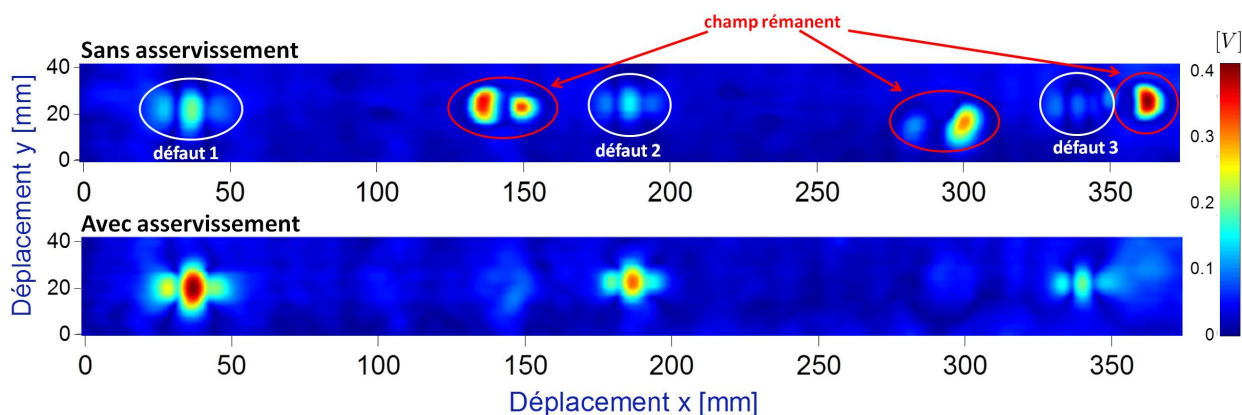 champ rémanent
[V]
Sans asservissement
40
20
0
défaut 1
défaut 2
défaut 3
0 50 100 150 200 250 300 350
0.4
0.3
0.2
0.1
0
Déplacement y [mm]
Avec asservissement
40
20
0
0 50 100 150 200 250 300 350
Déplacement x [mm]